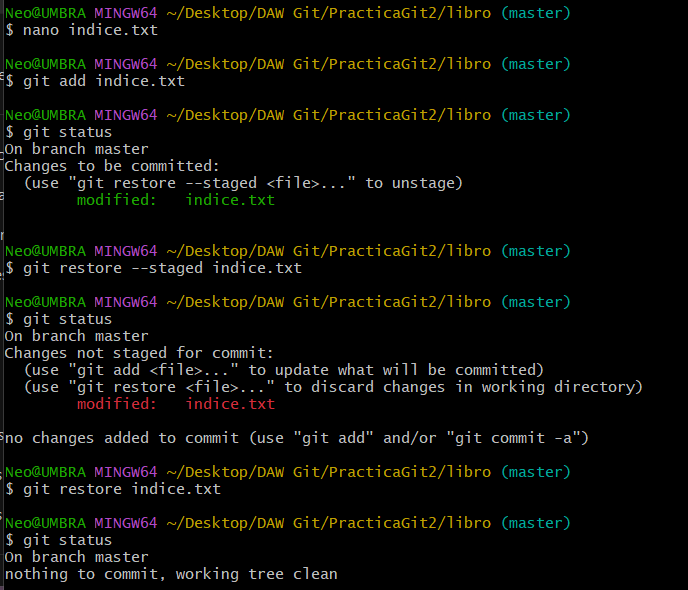 Neo@UMBRA MINGW64 ~/Desktop/DAW Git/PracticaGit2/libro (master)
$ nano indice.txt
Neo@UMBRA MINGW64 ~/Desktop/DAW Git/PracticaGit2/libro (master)
$ git add indice.txt
Neo@UMBRA MINGW64 ~/Desktop/DAW Git/PracticaGit2/libro (master)
$ git status
On branch master
Changes to be committed:
  (use "git restore --staged <file>..." to unstage)
        modified:   indice.txt
Neo@UMBRA MINGW64 ~/Desktop/DAW Git/PracticaGit2/libro (master)
$ git restore --staged indice.txt
Neo@UMBRA MINGW64 ~/Desktop/DAW Git/PracticaGit2/libro (master)
$ git status
On branch master
Changes not staged for commit:
  (use "git add <file>..." to update what will be committed)
  (use "git restore <file>..." to discard changes in working directory)
        modified:   indice.txt
no changes added to commit (use "git add" and/or "git commit -a")
Neo@UMBRA MINGW64 ~/Desktop/DAW Git/PracticaGit2/libro (master)
$ git restore indice.txt
Neo@UMBRA MINGW64 ~/Desktop/DAW Git/PracticaGit2/libro (master)
$ git status
On branch master
nothing to commit, working tree clean